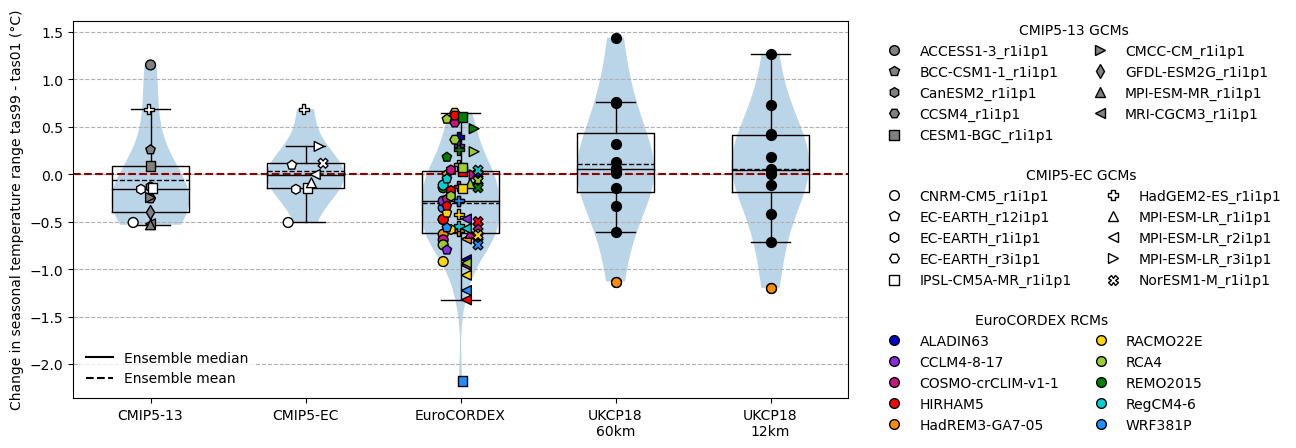 Change in seasonal temperature range tas99 - tas01 (°C)
1.5
1.0
0.5
0.0
−0.5
−1.0
−1.5
−2.0
Ensemble median
Ensemble mean
CMIP5-13
CMIP5-EC
EuroCORDEX
UKCP18
60km
UKCP18
12km
CMIP5-13 GCMs
ACCESS1-3_r1i1p1
BCC-CSM1-1_r1i1p1
CanESM2_r1i1p1
CCSM4_r1i1p1
CESM1-BGC_r1i1p1
CMCC-CM_r1i1p1
GFDL-ESM2G_r1i1p1
MPI-ESM-MR_r1i1p1
MRI-CGCM3_r1i1p1
CMIP5-EC GCMs
CNRM-CM5_r1i1p1
EC-EARTH_r12i1p1
EC-EARTH_r1i1p1
EC-EARTH_r3i1p1
IPSL-CM5A-MR_r1i1p1
HadGEM2-ES_r1i1p1
MPI-ESM-LR_r1i1p1
MPI-ESM-LR_r2i1p1
MPI-ESM-LR_r3i1p1
NorESM1-M_r1i1p1
EuroCORDEX RCMs
ALADIN63
CCLM4-8-17
COSMO-crCLIM-v1-1
HIRHAM5
HadREM3-GA7-05
RACMO22E
RCA4
REMO2015
RegCM4-6
WRF381P